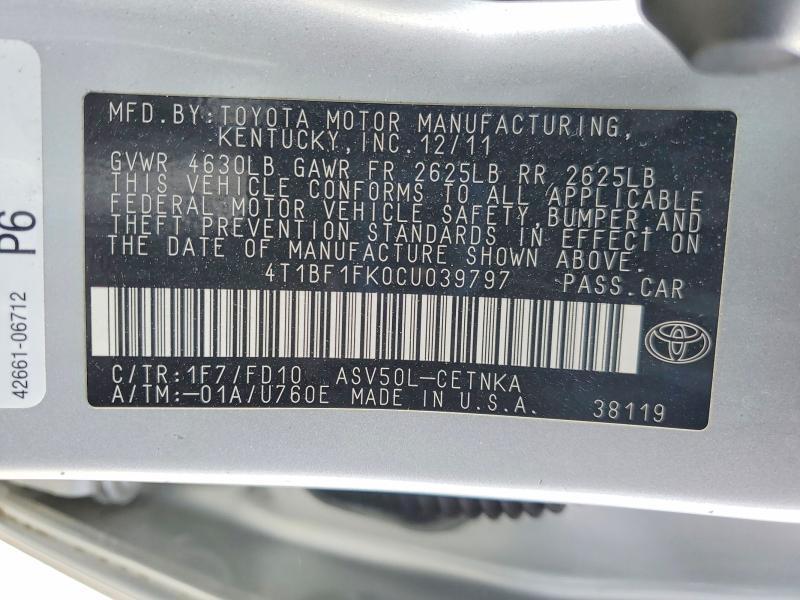 MFD.BY:TOYOTA MOTOR MANUFACTURING,
KENTUCKY,INC.12/11
GVWR 4630LB GAWR FR 2625LB RR 2625LB
THIS VEHICLE CONFORMS TO ALL APPLICABLE
FEDERAL MOTOR VEHICLE SAFETY,BUMPER,AND
THEFT PREVENTION STANDARDS IN EFFECT ON
THE DATE OF MANUFACTURE SHOWN ABOVE.
4T1BF1FK0CU039797 PASS.CAR
C/TR:1F7/FD10 ASV50L-CETNKA
A/TM:-01A/U760E MADE IN U.S.A.
38119
P6
42661-06712